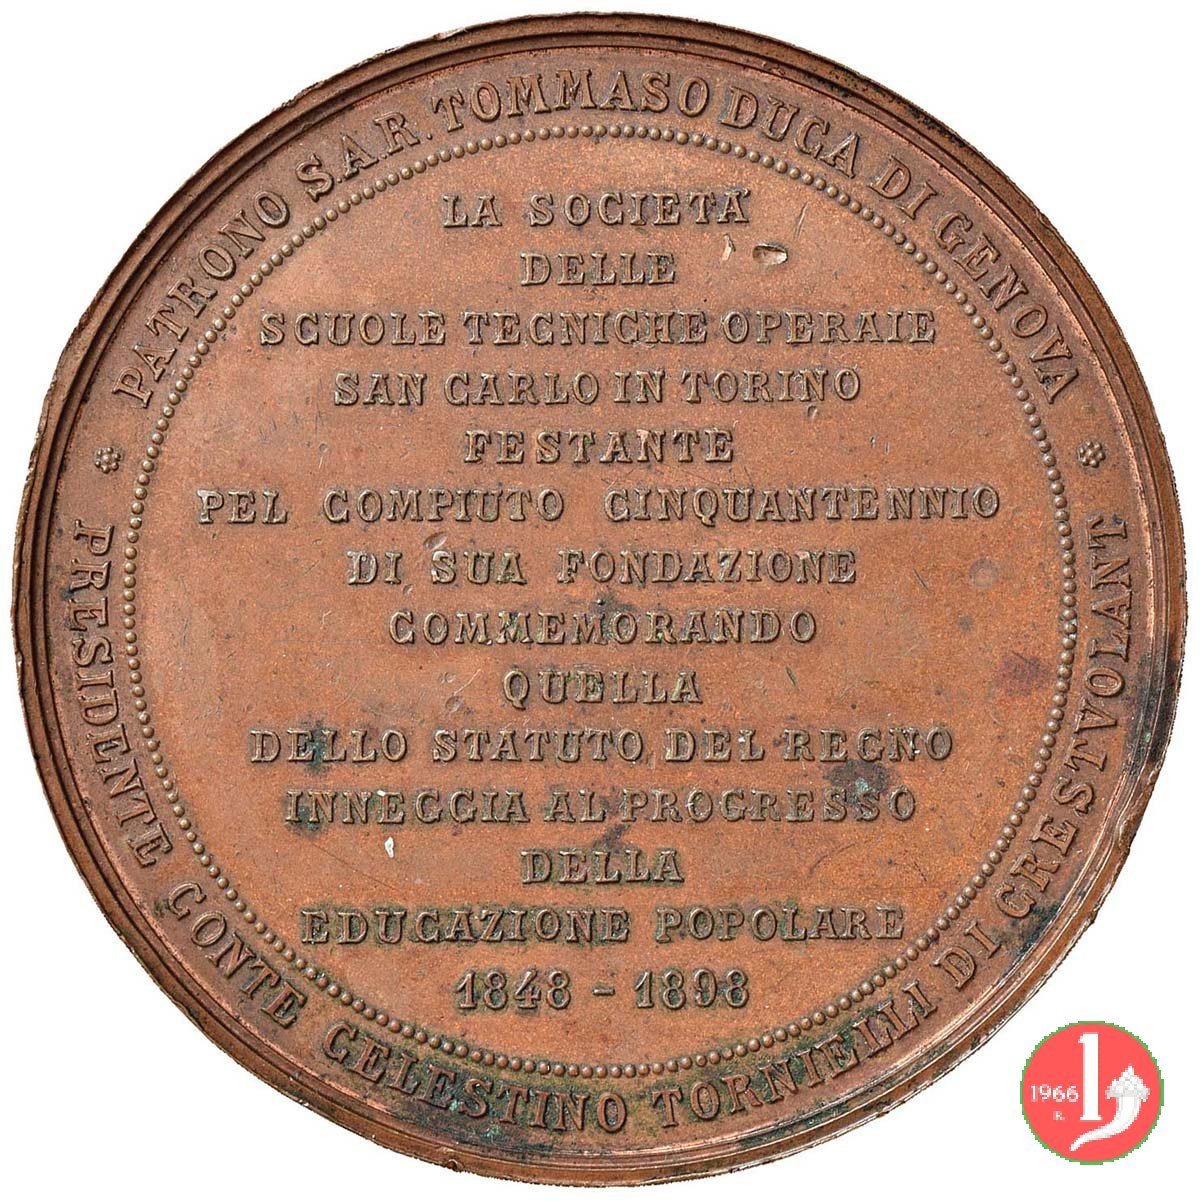 PATRONO S.A.R. TOMMASO DUCA DI GENOVA
PRESIDENTE CONTE CELESTINO TORNIELLI DI CRESTVOLANT
LA SOCIETÀ
DELLE
SCUOLE TECNICHE OPERAIE
SAN CARLO IN TORINO
FESTANTE
PEL COMPIUTO CINQUANTENNIO
DI SUA FONDAZIONE
COMMEMORANDO
QUELLA
DELLO STATUTO DEL REGNO
INNEGGIA AL PROGRESSO
DELLA
EDUCAZIONE POPOLARE
1848 - 1898
1966
R.